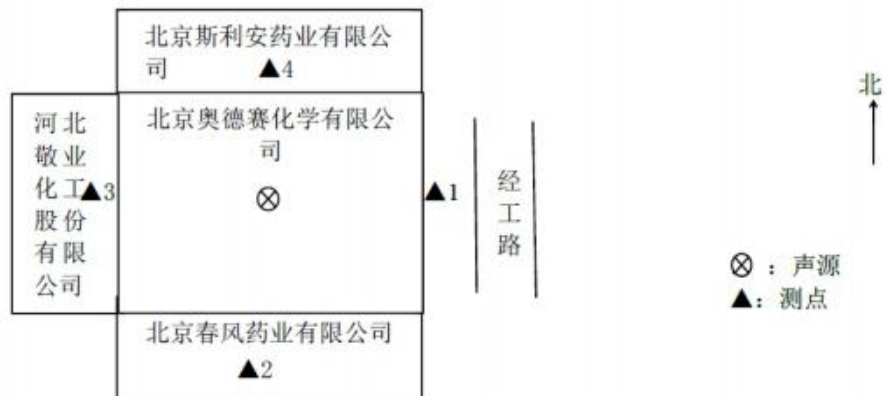 北京斯利安药业有限公
司 ▲4
北
河北
敬业
化工▲3
股份
有限
公司
北京奥德赛化学有限公
司
▲1
经
工
路
⊗ ：声源
▲：测点
北京春风药业有限公司
▲2